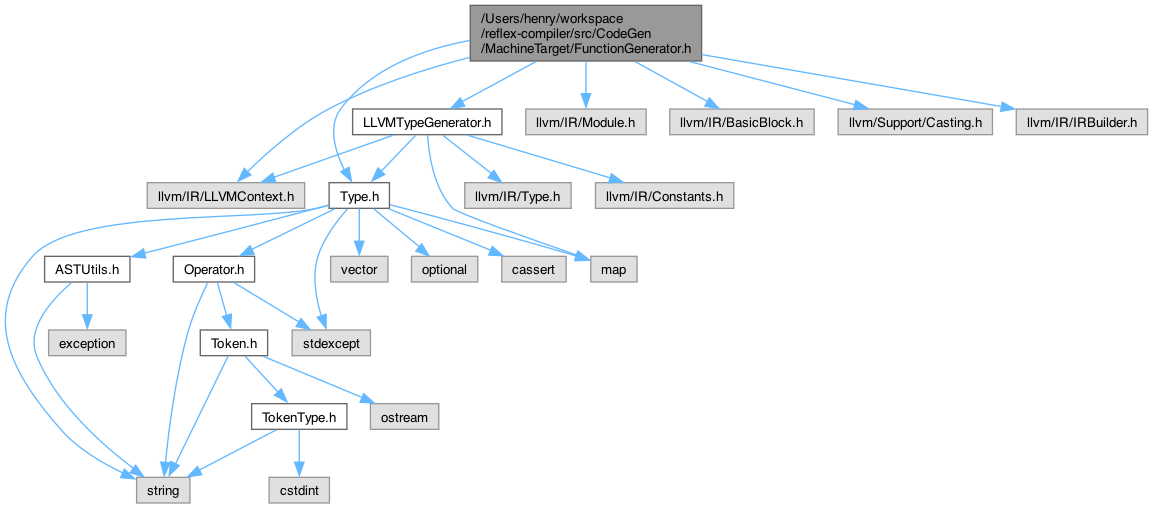 /Users/henry/workspace
/reflex-compiler/src/CodeGen
/MachineTarget/FunctionGenerator.h
LLVMTypeGenerator.h
llvm/IR/Module.h
llvm/IR/BasicBlock.h
llvm/Support/Casting.h
llvm/IR/IRBuilder.h
llvm/IR/LLVMContext.h
Type.h
llvm/IR/Type.h
llvm/IR/Constants.h
ASTUtils.h
Operator.h
vector
optional
cassert
map
exception
Token.h
stdexcept
TokenType.h
ostream
string
cstdint